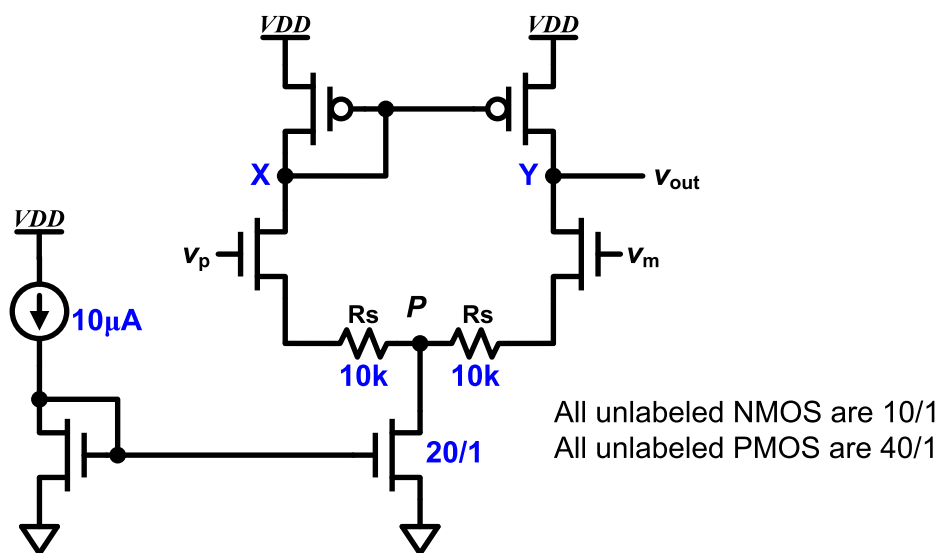 VDD
VDD
X
Y
vout
VDD
vp
vm
10μA
Rs
P
Rs
10k
10k
20/1
All unlabeled NMOS are 10/1
All unlabeled PMOS are 40/1